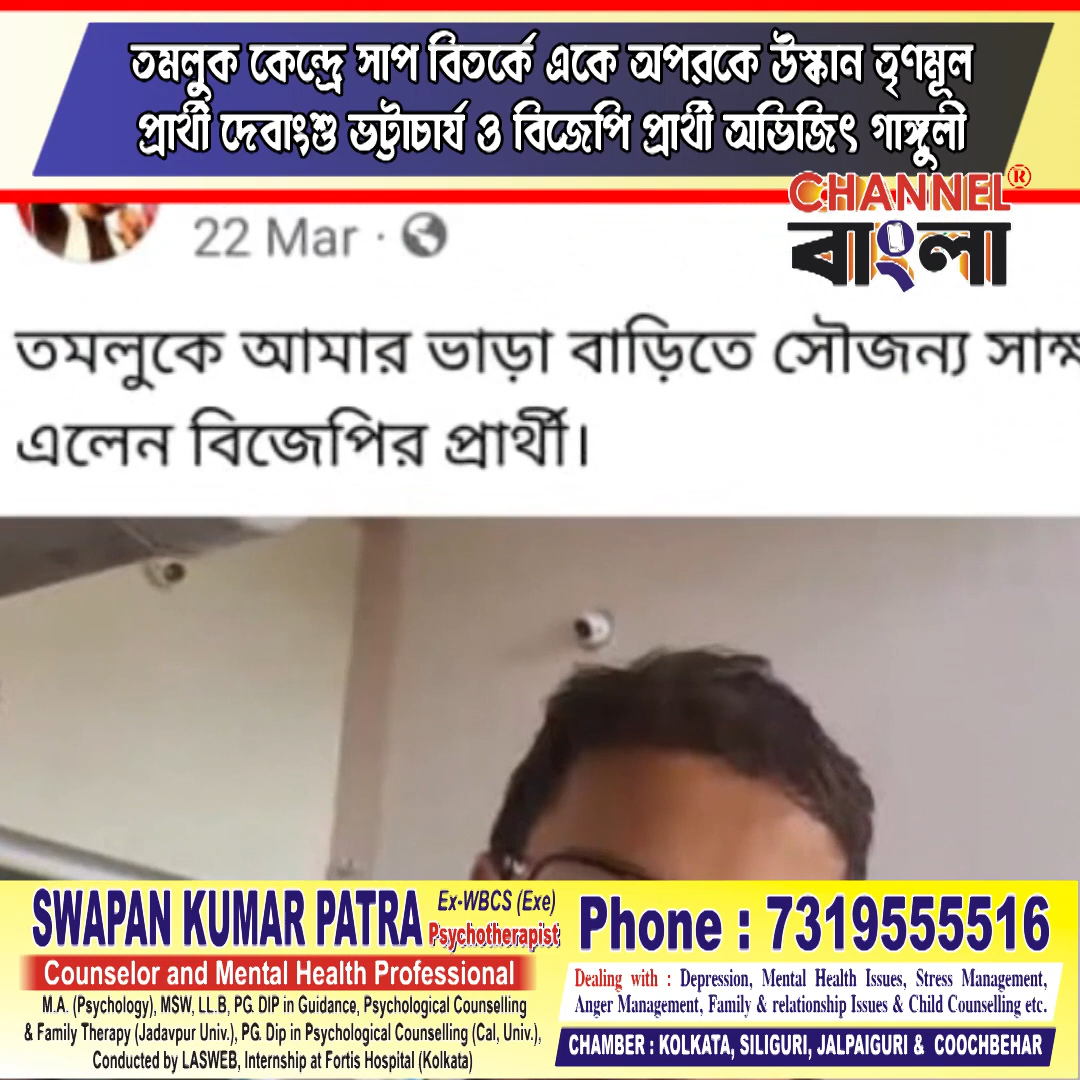 তমলুক কেন্দ্রে সাপ বিতর্কে একে অপরকে উস্কান তৃণমূল
প্রার্থী দেবাংশু ভট্টাচার্য ও বিজেপি প্রার্থী অভিজিৎ গাঙ্গুলী
CHANNEL®
বাংলা
22 Mar ·
তমলুকে আমার ভাড়া বাড়িতে সৌজন্য
এলেন বিজেপির প্রার্থী।
SWAPAN KUMAR PATRA Ex-WBCS (Exe)
Psychotherapist
Phone : 7319555516
Counselor and Mental Health Professional
M.A. (Psychology), MSW, LL.B, PG. DIP in Guidance, Psychological Counselling
& Family Therapy (Jadavpur Univ.), PG. Dip in Psychological Counselling (Cal, Univ.),
Conducted by LASWEB, Internship at Fortis Hospital (Kolkata)
Dealing with : Depression, Mental Health Issues, Stress Management,
Anger Management, Family & relationship Issues & Child Counselling etc.
CHAMBER : KOLKATA, SILIGURI, JALPAIGURI & COOCHBEHAR